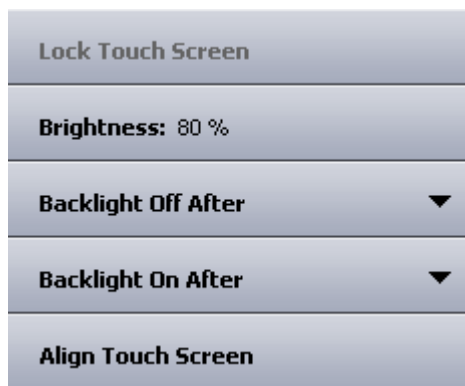 Lock Touch Screen
Brightness: 80 %
Backlight Off After
Backlight On After
Align Touch Screen